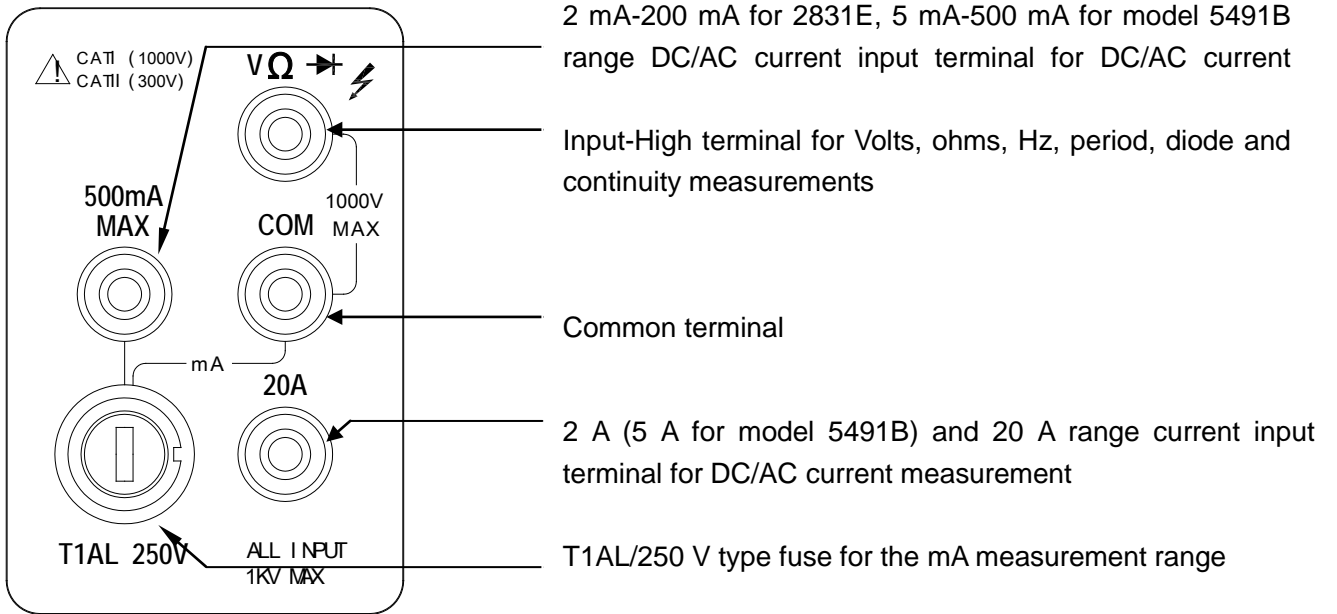 2 mA-200 mA for 2831E, 5 mA-500 mA for model 5491B
range DC/AC current input terminal for DC/AC current
CATI (1000V)
CATII (300V)
VΩ
Input-High terminal for Volts, ohms, Hz, period, diode and
continuity measurements
500mA
MAX
1000V
MAX
COM
Common terminal
mA
20A
2 A (5 A for model 5491B) and 20 A range current input
terminal for DC/AC current measurement
T1AL 250V
ALL INPUT
1KV MAX
T1AL/250 V type fuse for the mA measurement range